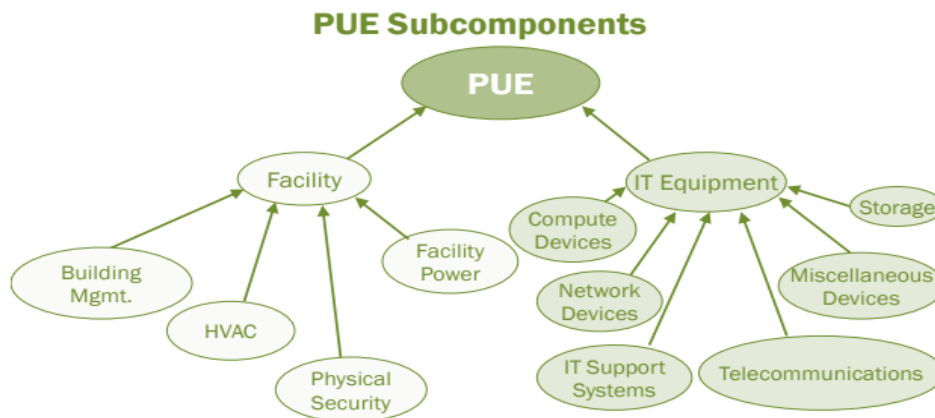 PUE Subcomponents
PUE
Facility
IT Equipment
Storage
Compute
Devices
Facility
Power
Building
Mgmt.
Miscellaneous
Devices
Network
Devices
HVAC
IT Support
Systems
Telecommunications
Physical
Security